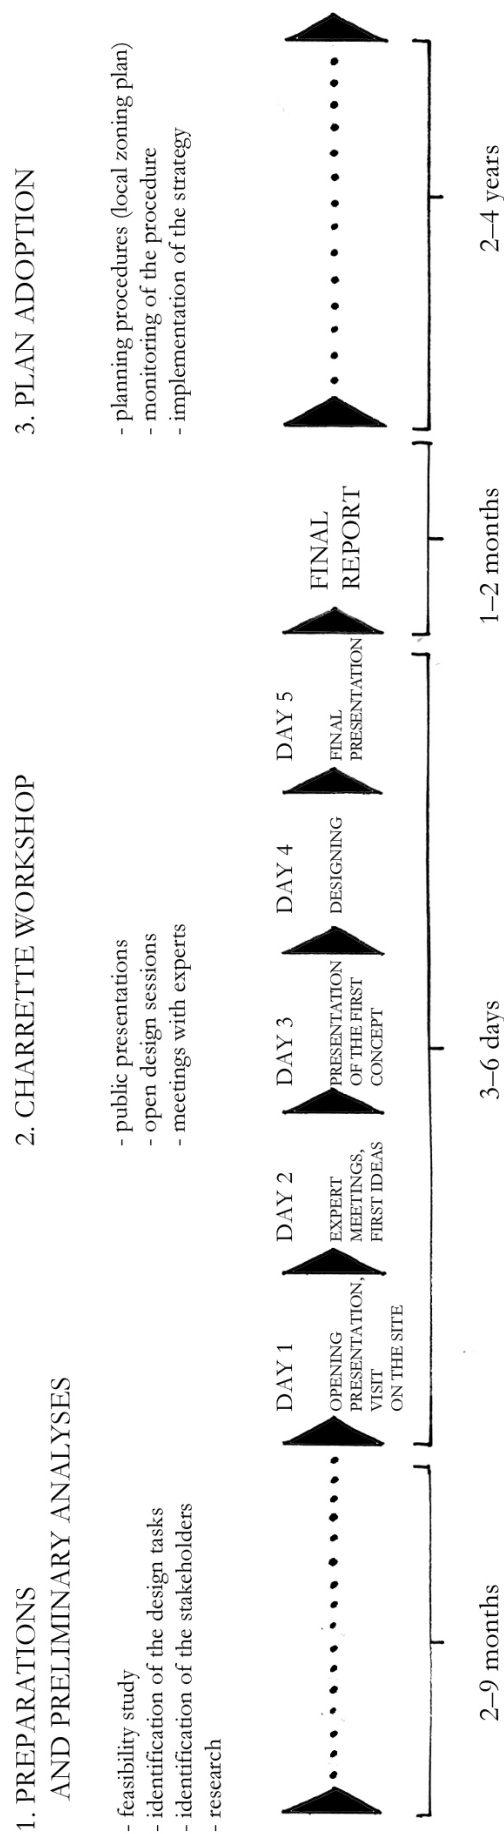 1. PREPARATIONS
AND PRELIMINARY ANALYSES
- feasibility study
- identification of the design tasks
- identification of the stakeholders
- research
2. CHARRETTE WORKSHOP
- public presentations
- open design sessions
- meetings with experts
3. PLAN ADOPTION
- planning procedures (local zoning plan)
- monitoring of the procedure
- implementation of the strategy
DAY 1
OPENING
PRESENTATION,
VISIT
ON THE SITE
DAY 2
EXPERT
MEETINGS,
FIRST IDEAS
DAY 3
PRESENTATION
OF THE FIRST
CONCEPT
DAY 4
DESIGNING
DAY 5
FINAL
PRESENTATION
FINAL
REPORT
2–9 months
3–6 days
1–2 months
2–4 years